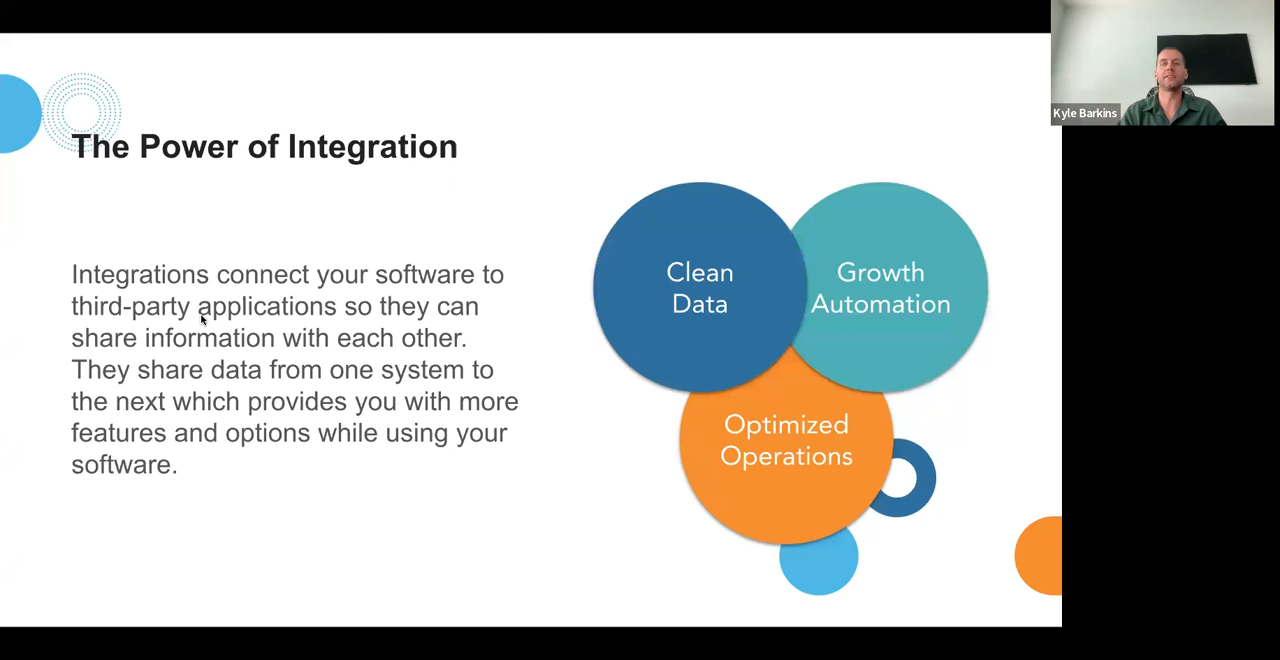 The Power of Integration
Integrations connect your software to
third-party applications so they can
share information with each other.
They share data from one system to
the next which provides you with more
features and options while using your
software.
Clean
Data
Growth
Automation
Optimized
Operations
Kyle Barkins